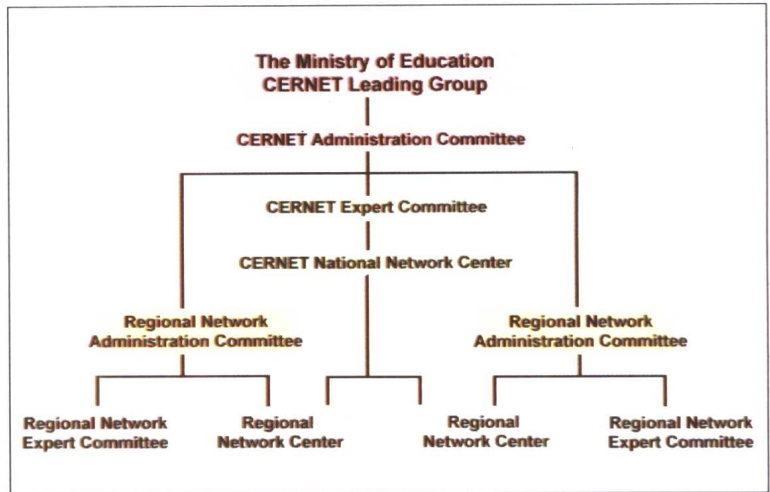 The Ministry of Education
CERNET Leading Group
CERNET Administration Committee
CERNET Expert Committee
CERNET National Network Center
Regional Network
Administration Committee
Regional Network
Administration Committee
Regional Network
Expert Committee
Regional
Network Center
Regional
Network Center
Regional Network
Expert Committee